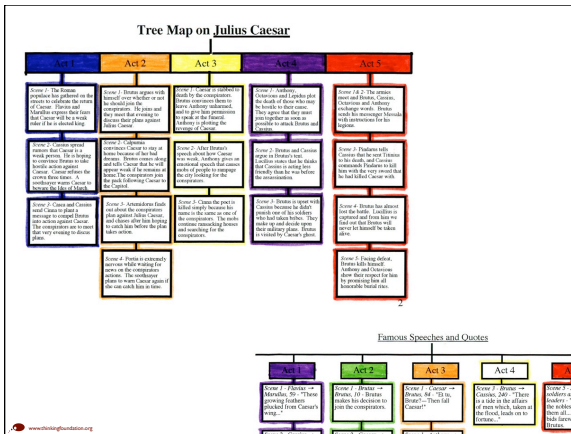 Tree Map on Julius Caesar
Act 1
Act 2
Act 3
Act 4
Act 5
Scene 1- The Roman
populace has gathered on the
streets to celebrate the return
of Caesar. Flavius and
Marullus express their fears
that Caesar will be a weak
ruler if he is elected king.
Scene 2- Cassius spread
rumors that Caesar is a
weak person. He is hoping
to convince Brutus to take
hostile action against
Caesar. Caesar refuses the
crown three times. A
soothsayer warns Caesar to
beware the Ides of March.
Scene 3- Casca and Cassius
send Cinna to plant a
message to compel Brutus
into action against Caesar.
The conspirators are to meet
that very evening to discuss
plans.
Scene 1- Brutus argues with
himself over whether or not
he should join the
conspirators. He joins and
they meet that evening to
discuss their plans against
Julius Caesar.
Scene 2- Calpurnia
convinces Caesar to stay at
home because of her bad
dreams. Brutus comes along
and tells Caesar that he will
appear weak if he remains at
home. The conspirators join
the pack following Caesar to
the Capitol.
Scene 3- Artemidorus finds
out about the conspirators
plan against Julius Caesar,
and chases after him hoping
to catch him before the plan
takes action.
Scene 4- Portia is extremely
nervous while waiting for
news on the conspirators
actions. The soothsayer
plans to warn Caesar again if
she can catch him in time.
Scene 1- Caesar is stabbed to
death by the conspirators.
Brutus convinces them to
leave Anthony unharmed,
and to give him permission
to speak at the funeral.
Anthony is plotting the
revenge of Caesar.
Scene 2- After Brutus's
speech about how Caesar
was weak, Anthony gives an
emotional speech that causes
mobs of people to rampage
the city looking for the
conspirators.
Scene 3- Cinna the poet is
killed simply because his
name is the same as one of
the conspirators. The mobs
continue ransacking houses
and searching for the
conspirators.
Scene 1- Anthony,
Octavious and Lepidus plot
the death of those who may
be hostile to their cause.
They agree that they must
join together as soon as
possible to attack Brutus and
Cassius.
Scene 2- Brutus and Cassius
argue in Brutus's tent.
Lucilius states that he thinks
that Cassius is acting less
friendly than he was before
the assassination.
Scene 3- Brutus is upset with
Cassius because he didn't
punish one of his soldiers
who had taken bribes. They
make up and decide upon
their military plans. Brutus
is visited by Caesar's ghost.
Scene 1& 2- The armies
meet and Brutus, Cassius,
Octavious and Anthony
exchange words. Brutus
sends his messenger Messala
with instructions for his
legions.
Scene 3- Pindarus tells
Cassius that he sent Titinius
to his death, and Cassius
commands Pindarus to kill
him with the very sword that
he had killed Caesar with.
Scene 4- Brutus has almost
lost the battle. Lucillius is
captured and from him we
find out that Brutus will
never let himself be taken
alive.
Scene 5- Facing defeat,
Brutus kills himself.
Anthony and Octavious
show their respect for him
by promising him all
honorable burial rites.
2
Famous Speeches and Quotes
Act 1
Act 2
Act 3
Act 4
Scene 1 - Flavius →
Marullus, 59 - "These
growing feathers
plucked from Caesar's
wing..."
Scene 1 - Brutus →
Brutus, 10 - Brutus
makes his decision to
join the conspirators.
Scene 1 - Caesar →
Brutus, 84 - "Et tu,
Brute?—Then fall
Caesar!"
Scene 3 - Brutus →
Cassius, 240 - "There
is a tide in the affairs
of men which, taken at
the flood, leads on to
fortune..."
www.thinkingfoundation.org